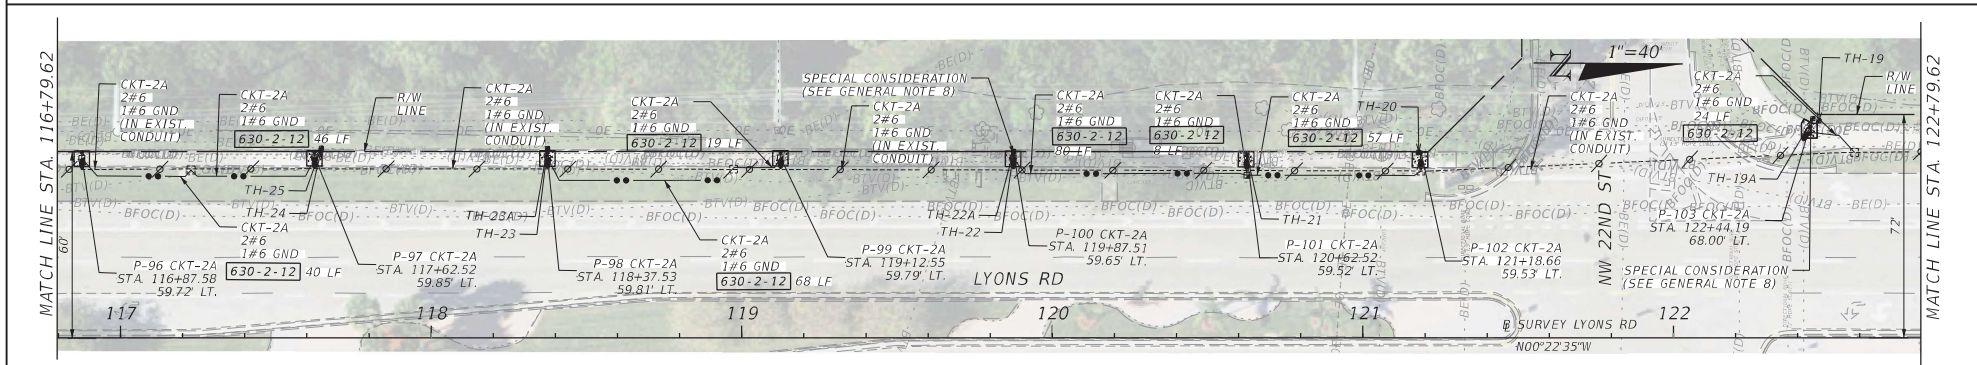 MATCH LINE STA. 116+79.62
60'
CKT-2A
2#6
1#6 GND
(IN EXIST.
CONDUIT)
CKT-2A
2#6
1#6 GND
630-2-12 46 LF
R/W
LINE
CKT-2A
2#6
1#6 GND
(IN EXIST.
CONDUIT)
CKT-2A
2#6
1#6 GND
630-2-12 19 LF
SPECIAL CONSIDERATION
(SEE GENERAL NOTE 8)
CKT-2A
2#6
1#6 GND
(IN EXIST.
CONDUIT)
CKT-2A
2#6
1#6 GND
630-2-12
80 LF
CKT-2A
2#6
1#6 GND
630-2-12
8 LF
CKT-2A
2#6
1#6 GND
630-2-12 57 LF
TH-20
1"=40'
N
CKT-2A
2#6
1#6 GND
(IN EXIST.
CONDUIT)
CKT-2A
2#6
1#6 GND
24 LF
630-2-12
TH-19
R/W
LINE
TH-25
TH-24
TH-23A
TH-23
TH-22A
TH-22
TH-21
TH-19A
CKT-2A
2#6
1#6 GND
630-2-12 40 LF
CKT-2A
2#6
1#6 GND
630-2-12 68 LF
P-96 CKT-2A
STA. 116+87.58
59.72' LT.
P-97 CKT-2A
STA. 117+62.52
59.85' LT.
P-98 CKT-2A
STA. 118+37.53
59.81' LT.
P-99 CKT-2A
STA. 119+12.55
59.79' LT.
P-100 CKT-2A
STA. 119+87.51
59.65' LT.
P-101 CKT-2A
STA. 120+62.52
59.52' LT.
P-102 CKT-2A
STA. 121+18.66
59.53' LT.
P-103 CKT-2A
STA. 122+44.19
68.00' LT.
SPECIAL CONSIDERATION
(SEE GENERAL NOTE 8)
NW 22ND ST
LYONS RD
72'
117
118
119
120
121
122
SURVEY LYONS RD
N00°22'35"W
BE(D)
BTV(D)
BFOC(D)
OE
MATCH LINE STA. 122+79.62